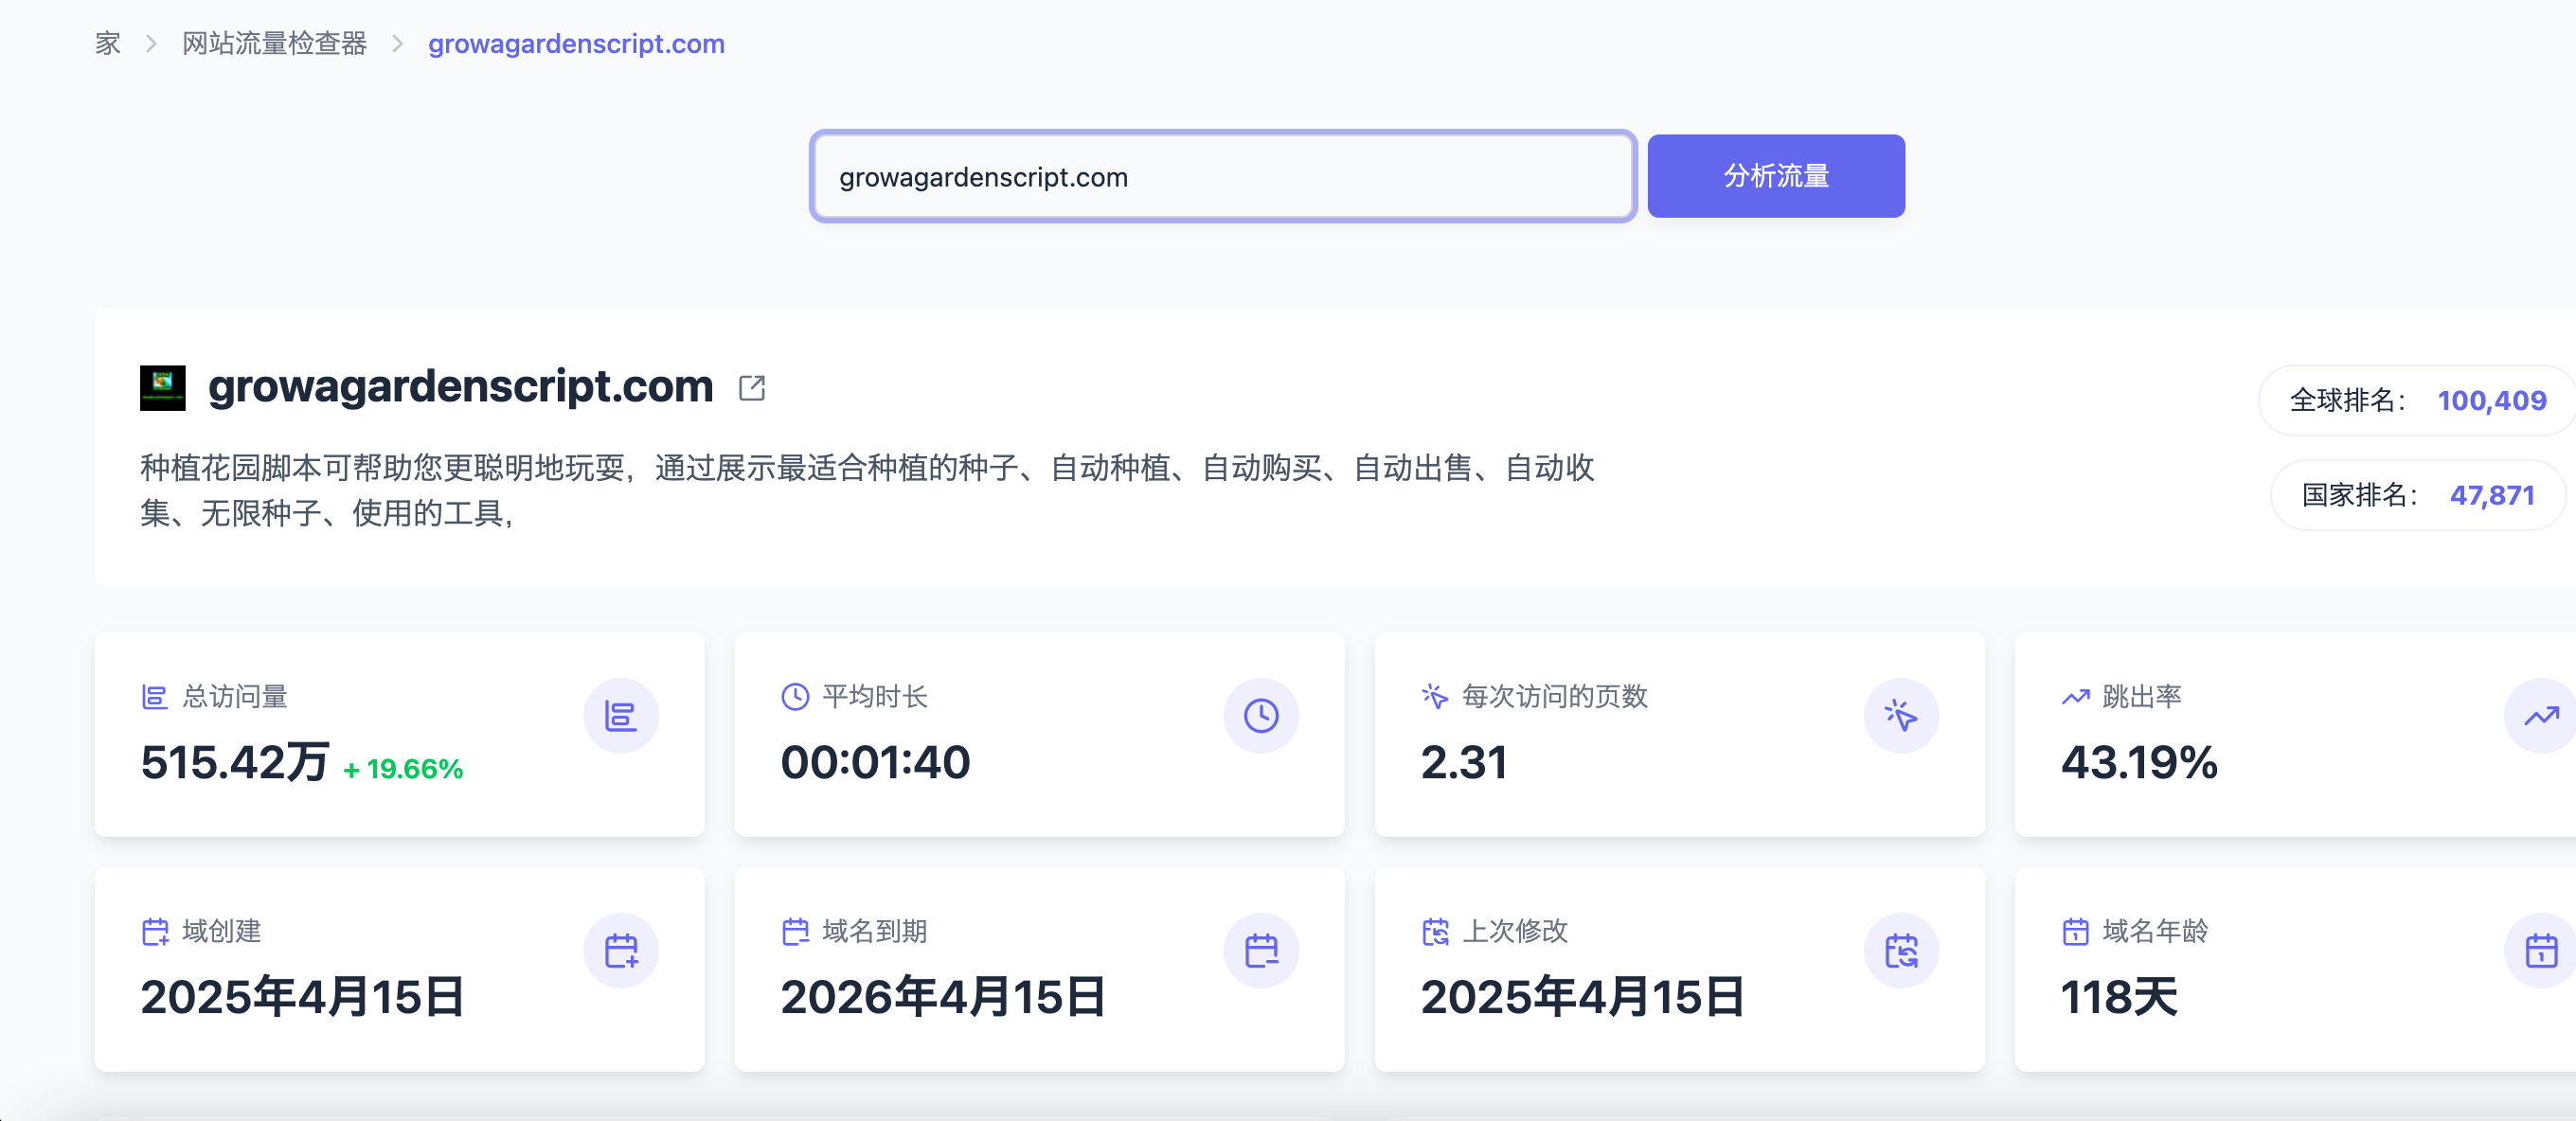 家 > 网站流量检查器 > growagardenscript.com
growagardenscript.com
分析流量
growagardenscript.com
种植花园脚本可帮助您更聪明地玩耍，通过展示最适合种植的种子、自动种植、自动购买、自动出售、自动收
集、无限种子、使用的工具，
全球排名： 100,409
国家排名： 47,871
总访问量
515.42万 + 19.66%
平均时长
00:01:40
每次访问的页数
2.31
跳出率
43.19%
域创建
2025年4月15日
域名到期
2026年4月15日
上次修改
2025年4月15日
域名年龄
118天